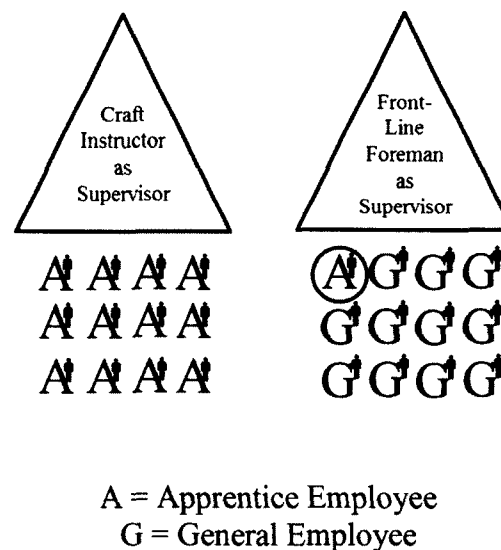 Craft
Instructor
as
Supervisor
Front-
Line
Foreman
as
Supervisor
A A A A
A A A A
A A A A
A G G G
G G G G
G G G G
A = Apprentice Employee
G = General Employee